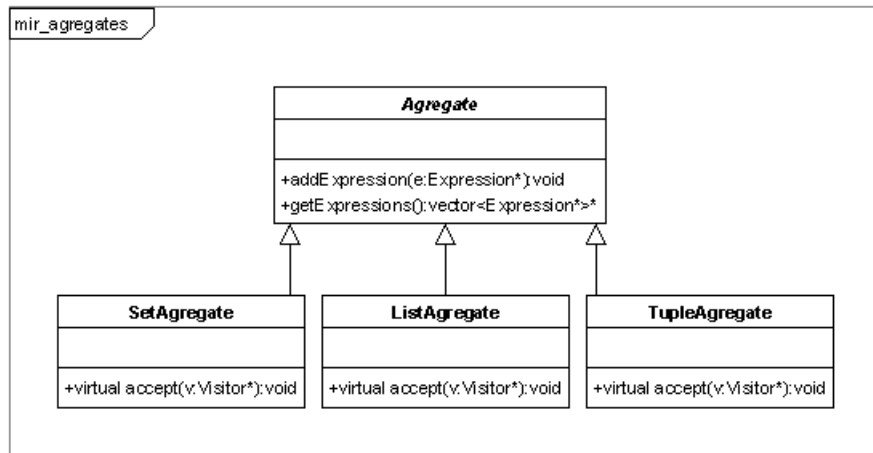 mir_agregates
Agregate
+addExpression(e:Expression*):void
+getExpressions():vector<Expression*>*
SetAgregate
ListAgregate
TupleAgregate
+virtual accept(v:Visitor*):void
+virtual accept(v:Visitor*):void
+virtual accept(v:Visitor*):void